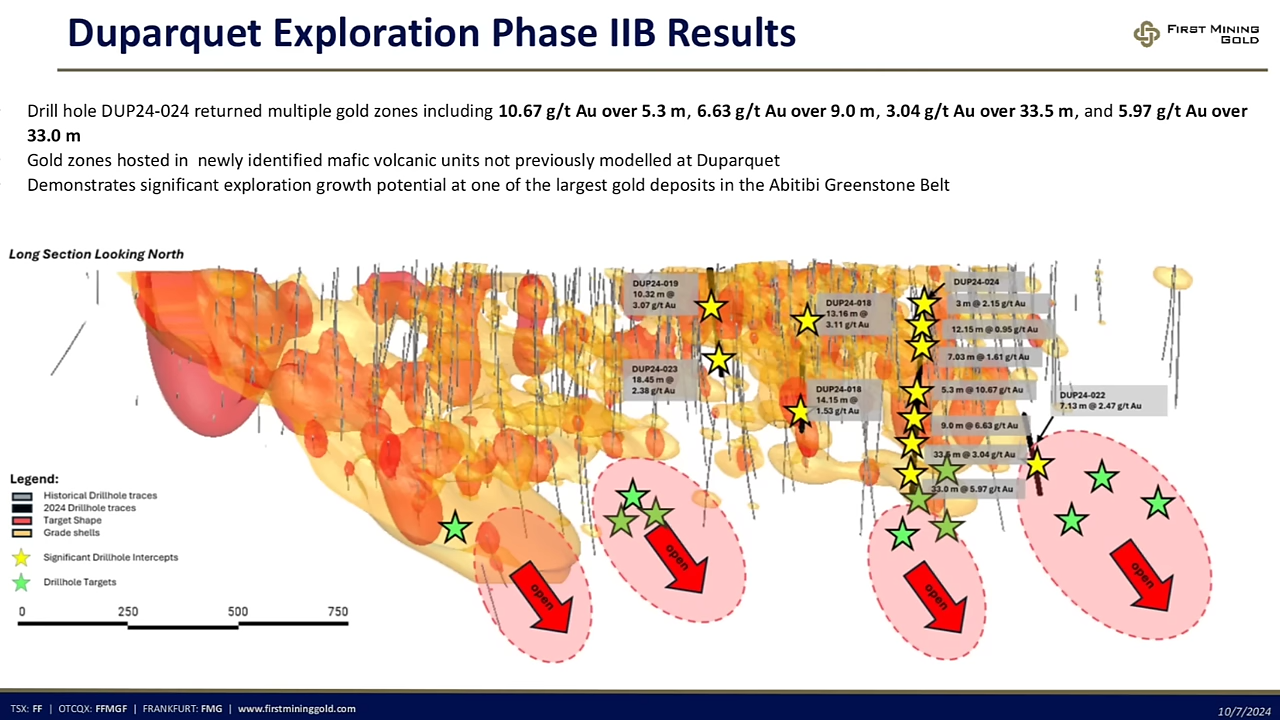 Duparquet Exploration Phase IIB Results
FIRST MINING
GOLD
Drill hole DUP24-024 returned multiple gold zones including 10.67 g/t Au over 5.3 m, 6.63 g/t Au over 9.0 m, 3.04 g/t Au over 33.5 m, and 5.97 g/t Au over
33.0 m
Gold zones hosted in newly identified mafic volcanic units not previously modelled at Duparquet
Demonstrates significant exploration growth potential at one of the largest gold deposits in the Abitibi Greenstone Belt
Long Section Looking North
DUP24-019
10.32 m @
3.07 g/t Au
DUP24-018
13.16 m @
3.11 g/t Au
DUP24-024
3 m @ 2.15 g/t Au
12.15 m @ 0.95 g/t Au
7.03 m @ 1.61 g/t Au
DUP24-023
18.45 m @
2.38 g/t Au
DUP24-018
14.15 m @
1.53 g/t Au
5.3 m @ 10.67 g/t Au
DUP24-022
7.13 m @ 2.47 g/t Au
9.0 m @ 6.63 g/t Au
33.5 m @ 3.04 g/t Au
33.0 m @ 5.97 g/t Au
Legend:
Historical Drillhole traces
2024 Drillhole traces
Target Shape
Grade shells
Significant Drillhole Intercepts
Drillhole Targets
0 250 500 750
open
open
open
open
TSX: FF | OTCQX: FFMGF | FRANKFURT: FMG | www.firstmininggold.com
10/7/2024